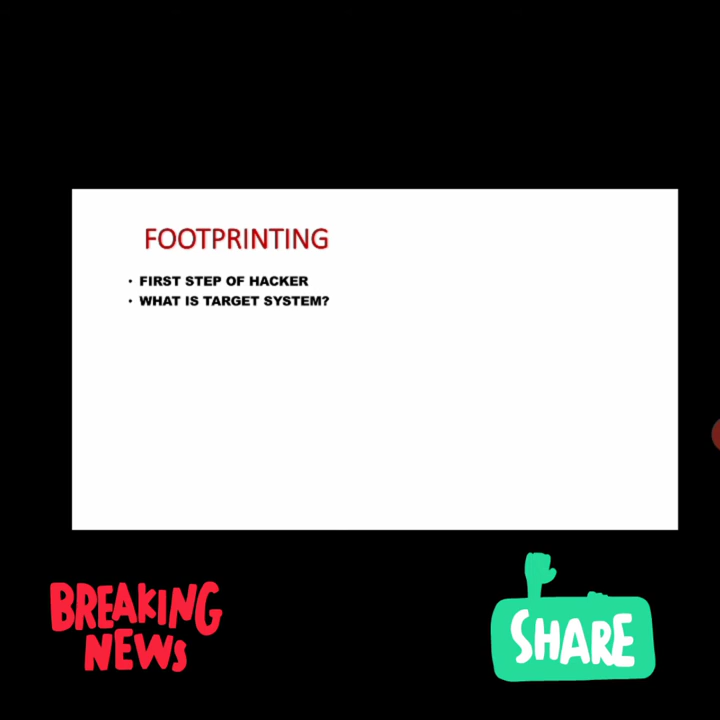 FOOTPRINTING
• FIRST STEP OF HACKER
• WHAT IS TARGET SYSTEM?
BREAKING
NEWS
SHARE